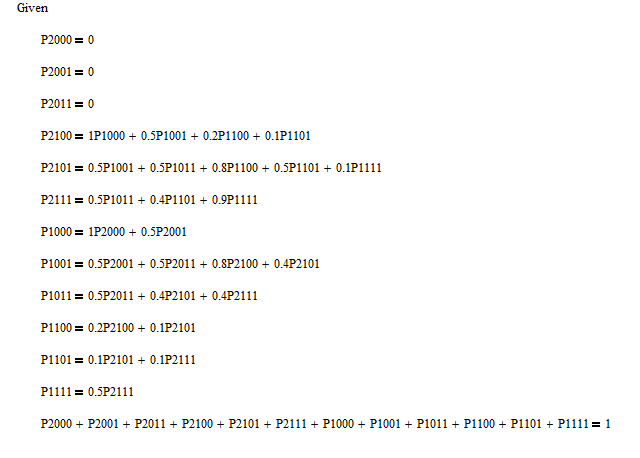 Given
P2000 = 0
P2001 = 0
P2011 = 0
P2100 = 1P1000 + 0.5P1001 + 0.2P1100 + 0.1P1101
P2101 = 0.5P1001 + 0.5P1011 + 0.8P1100 + 0.5P1101 + 0.1P1111
P2111 = 0.5P1011 + 0.4P1101 + 0.9P1111
P1000 = 1P2000 + 0.5P2001
P1001 = 0.5P2001 + 0.5P2011 + 0.8P2100 + 0.4P2101
P1011 = 0.5P2011 + 0.4P2101 + 0.4P2111
P1100 = 0.2P2100 + 0.1P2101
P1101 = 0.1P2101 + 0.1P2111
P1111 = 0.5P2111
P2000 + P2001 + P2011 + P2100 + P2101 + P2111 + P1000 + P1001 + P1011 + P1100 + P1101 + P1111 = 1